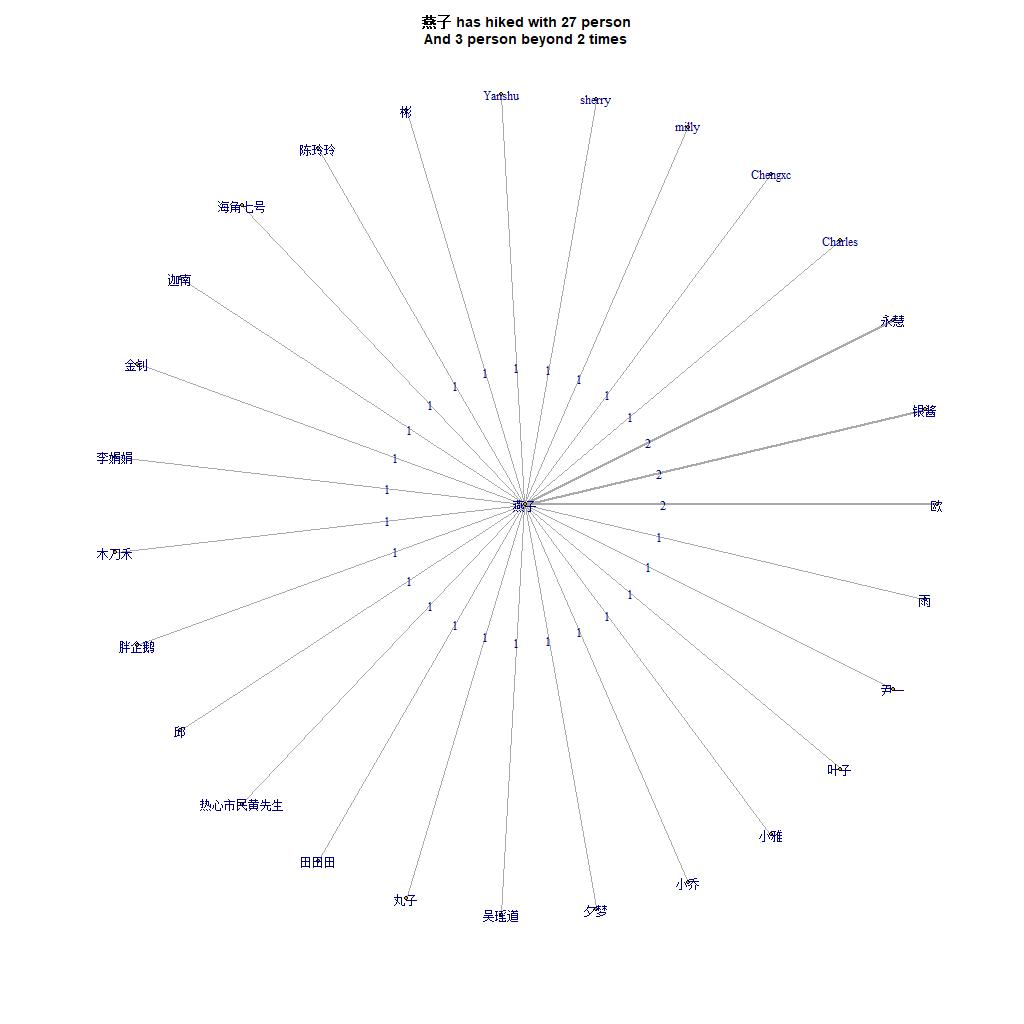 燕子 has hiked with 27 person
And 3 person beyond 2 times
Yanshu
sherry
彬
milly
陈玲玲
Chengxc
海角七号
Charles
迦南
永慧
金钊
银酱
李娟娟
欧
燕子
木乃禾
雨
胖企鹅
尹一
邱
叶子
热心市民黄先生
小雅
田田田
小乔
丸子
夕梦
吴瑾道
1
1
1
1
1
1
1
1
1
2
1
2
1
2
1
1
1
1
1
1
1
1
1
1
1
1
1